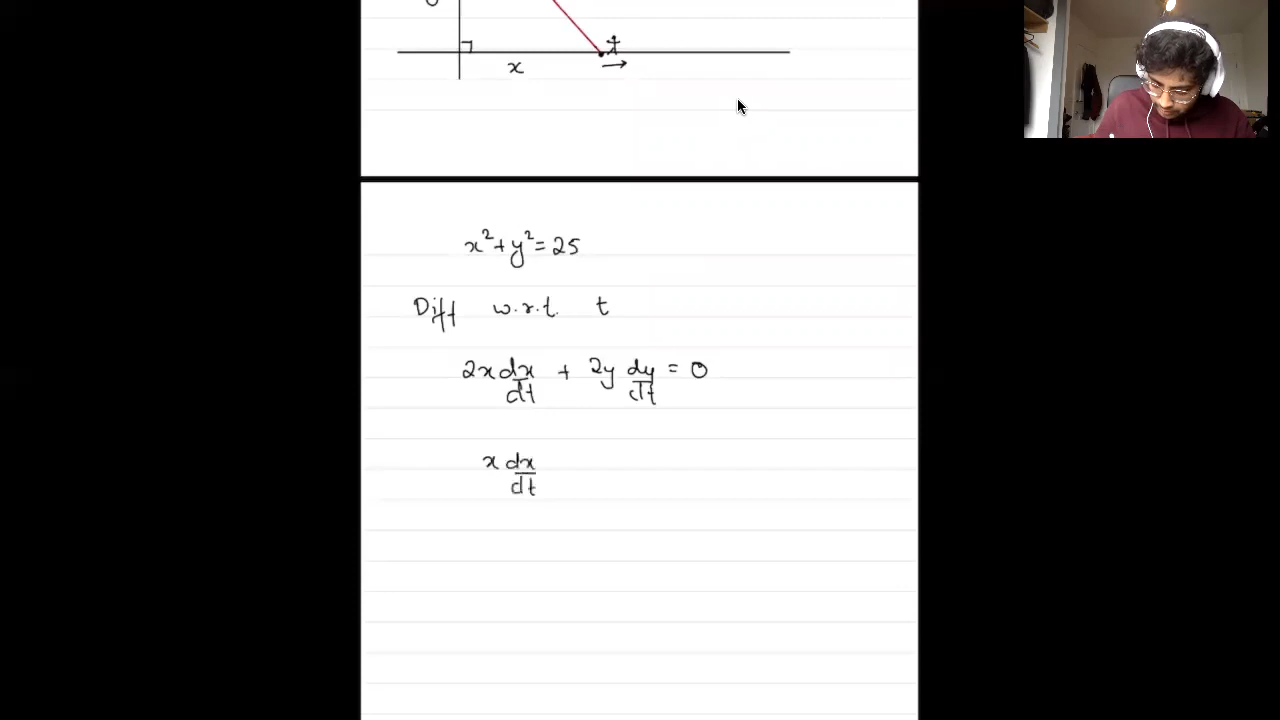 x
x² + y² = 25
Diff w.r.t. t
2x dx/dt + 2y dy/dt = 0
x dx/dt